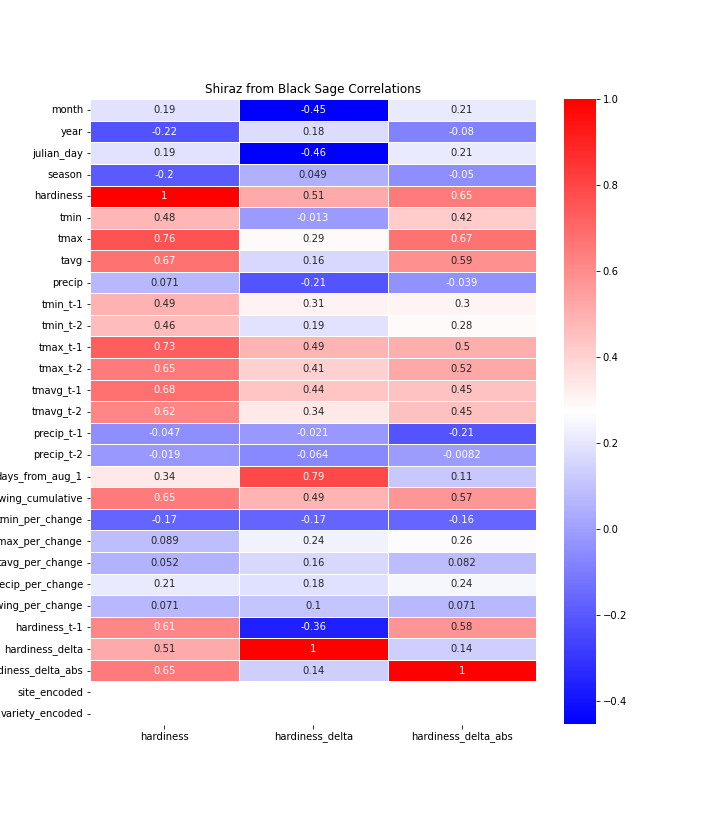 Shiraz from Black Sage Correlations
month 0.19 -0.45 0.21
year -0.22 0.18 -0.08
julian_day 0.19 -0.46 0.21
season -0.2 0.049 -0.05
hardiness 1 0.51 0.65
tmin 0.48 -0.013 0.42
tmax 0.76 0.29 0.67
tavg 0.67 0.16 0.59
precip 0.071 -0.21 -0.039
tmin_t-1 0.49 0.31 0.3
tmin_t-2 0.46 0.19 0.28
tmax_t-1 0.73 0.49 0.5
tmax_t-2 0.65 0.41 0.52
tmavg_t-1 0.68 0.44 0.45
tmavg_t-2 0.62 0.34 0.45
precip_t-1 -0.047 -0.021 -0.21
precip_t-2 -0.019 -0.064 -0.0082
days_from_aug_1 0.34 0.79 0.11
wing_cumulative 0.65 0.49 0.57
tmin_per_change -0.17 -0.17 -0.16
max_per_change 0.089 0.24 0.26
tavg_per_change 0.052 0.16 0.082
ecip_per_change 0.21 0.18 0.24
wing_per_change 0.071 0.1 0.071
hardiness_t-1 0.61 -0.36 0.58
hardiness_delta 0.51 1 0.14
diness_delta_abs 0.65 0.14 1
site_encoded
variety_encoded
hardiness hardiness_delta hardiness_delta_abs
1.0
0.8
0.6
0.4
0.2
0.0
−0.2
−0.4